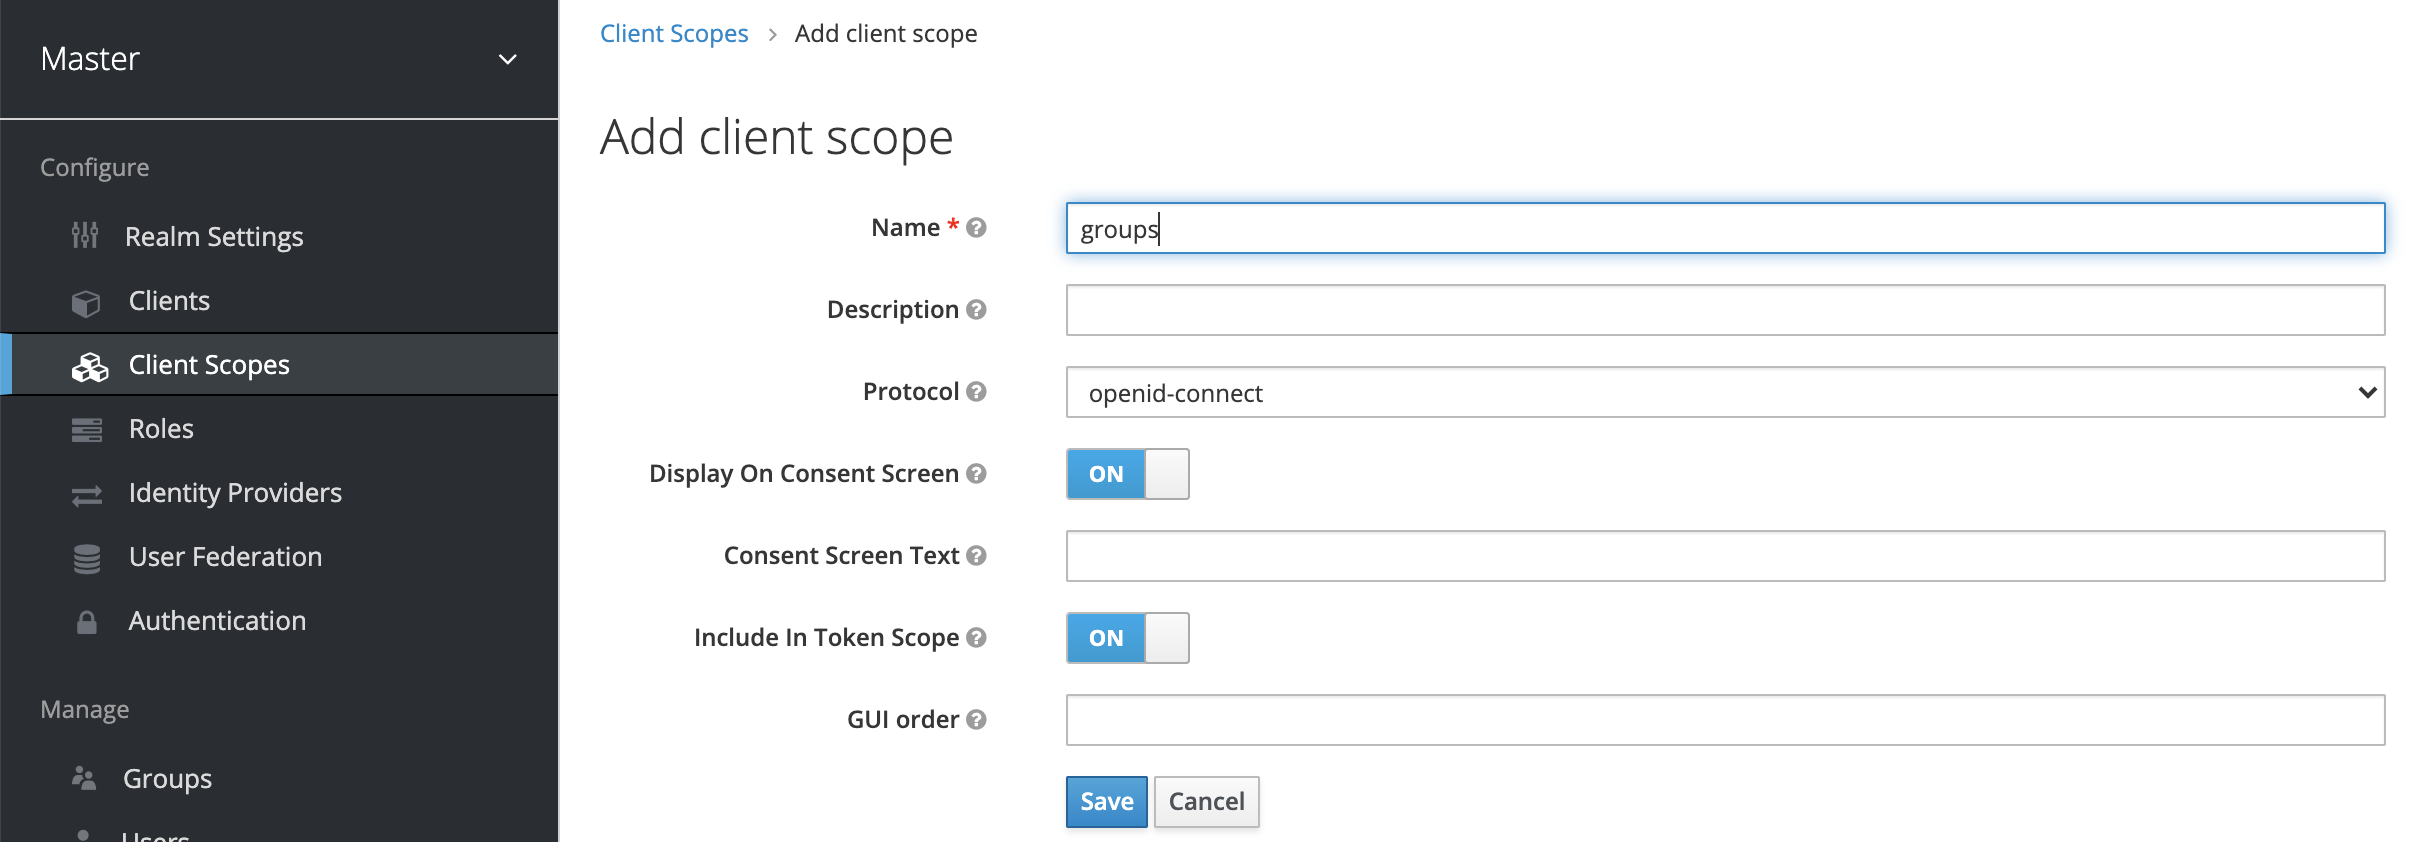 Master
Configure
Realm Settings
Clients
Client Scopes
Roles
Identity Providers
User Federation
Authentication
Manage
Groups
Users
Client Scopes > Add client scope
Add client scope
Name * groups
Description
Protocol openid-connect
Display On Consent Screen ON
Consent Screen Text
Include In Token Scope ON
GUI order
Save Cancel